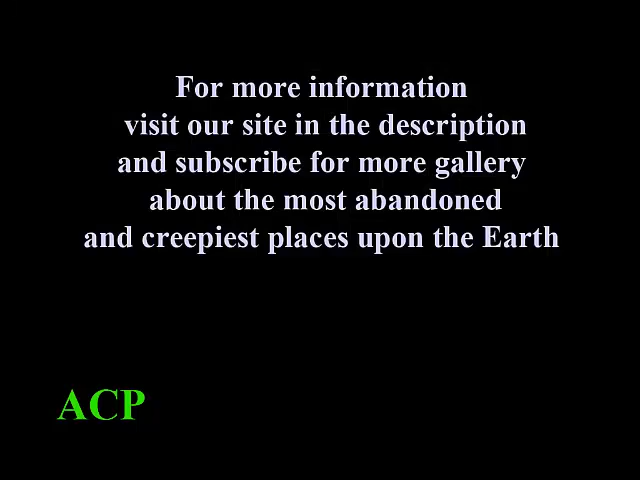 For more information
visit our site in the description
and subscribe for more gallery
about the most abandoned
and creepiest places upon the Earth
ACP